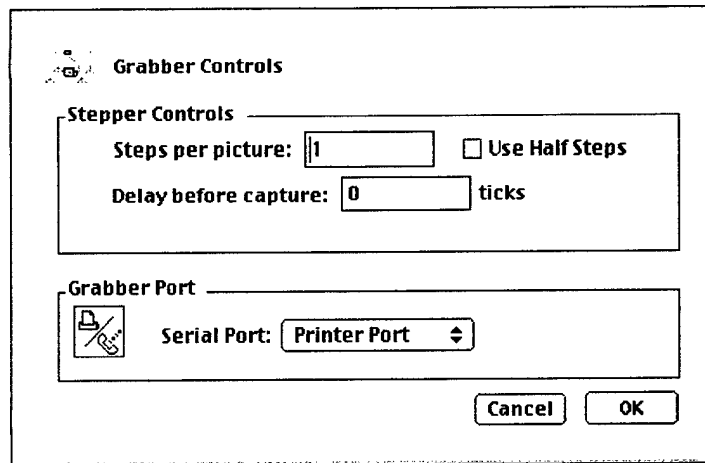 Grabber Controls
Stepper Controls
Steps per picture: 1 Use Half Steps
Delay before capture: 0 ticks
Grabber Port
Serial Port: Printer Port
Cancel OK